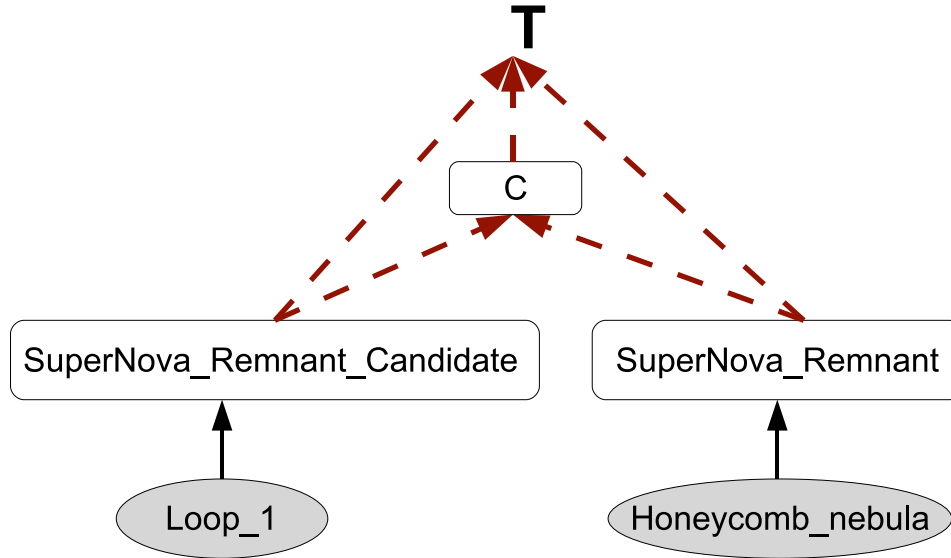 T
C
SuperNova_Remnant_Candidate
SuperNova_Remnant
Loop_1
Honeycomb_nebula